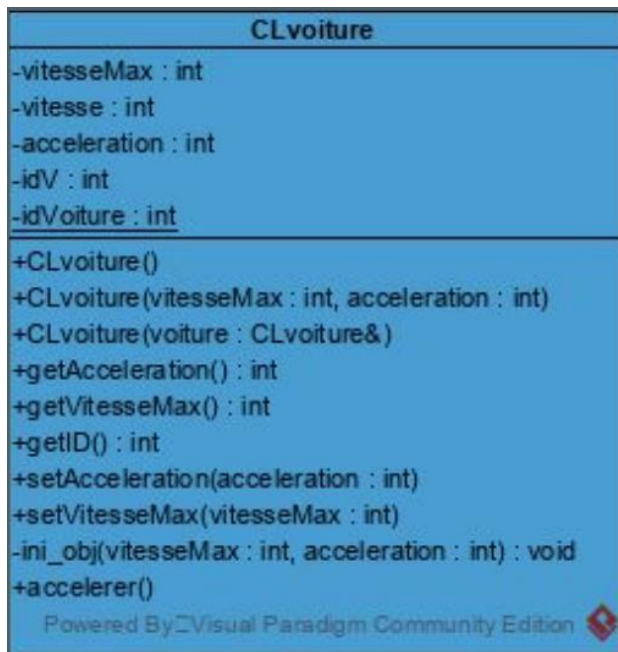 CLvoiture
-vitesseMax : int
-vitesse : int
-acceleration : int
-idV : int
-idVoiture : int
+CLvoiture()
+CLvoiture(vitesseMax : int, acceleration : int)
+CLvoiture(voiture : CLvoiture&)
+getAcceleration() : int
+getVitesseMax() : int
+getID() : int
+setAcceleration(acceleration : int)
+setVitesseMax(vitesseMax : int)
-ini_obj(vitesseMax : int, acceleration : int) : void
+accelerer()
Powered By Visual Paradigm Community Edition